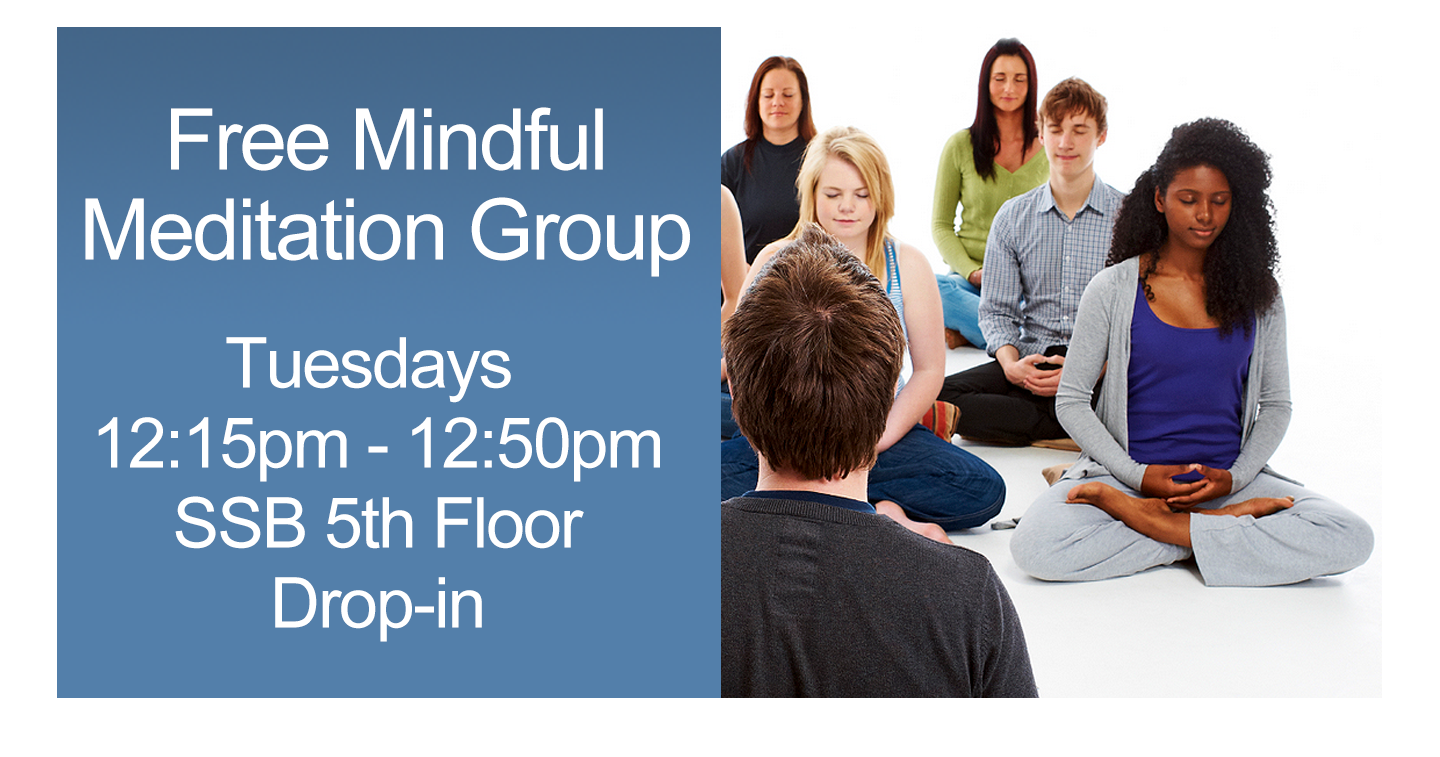 Free Mindful
Meditation Group
Tuesdays
12:15pm - 12:50pm
SSB 5th Floor
Drop-in